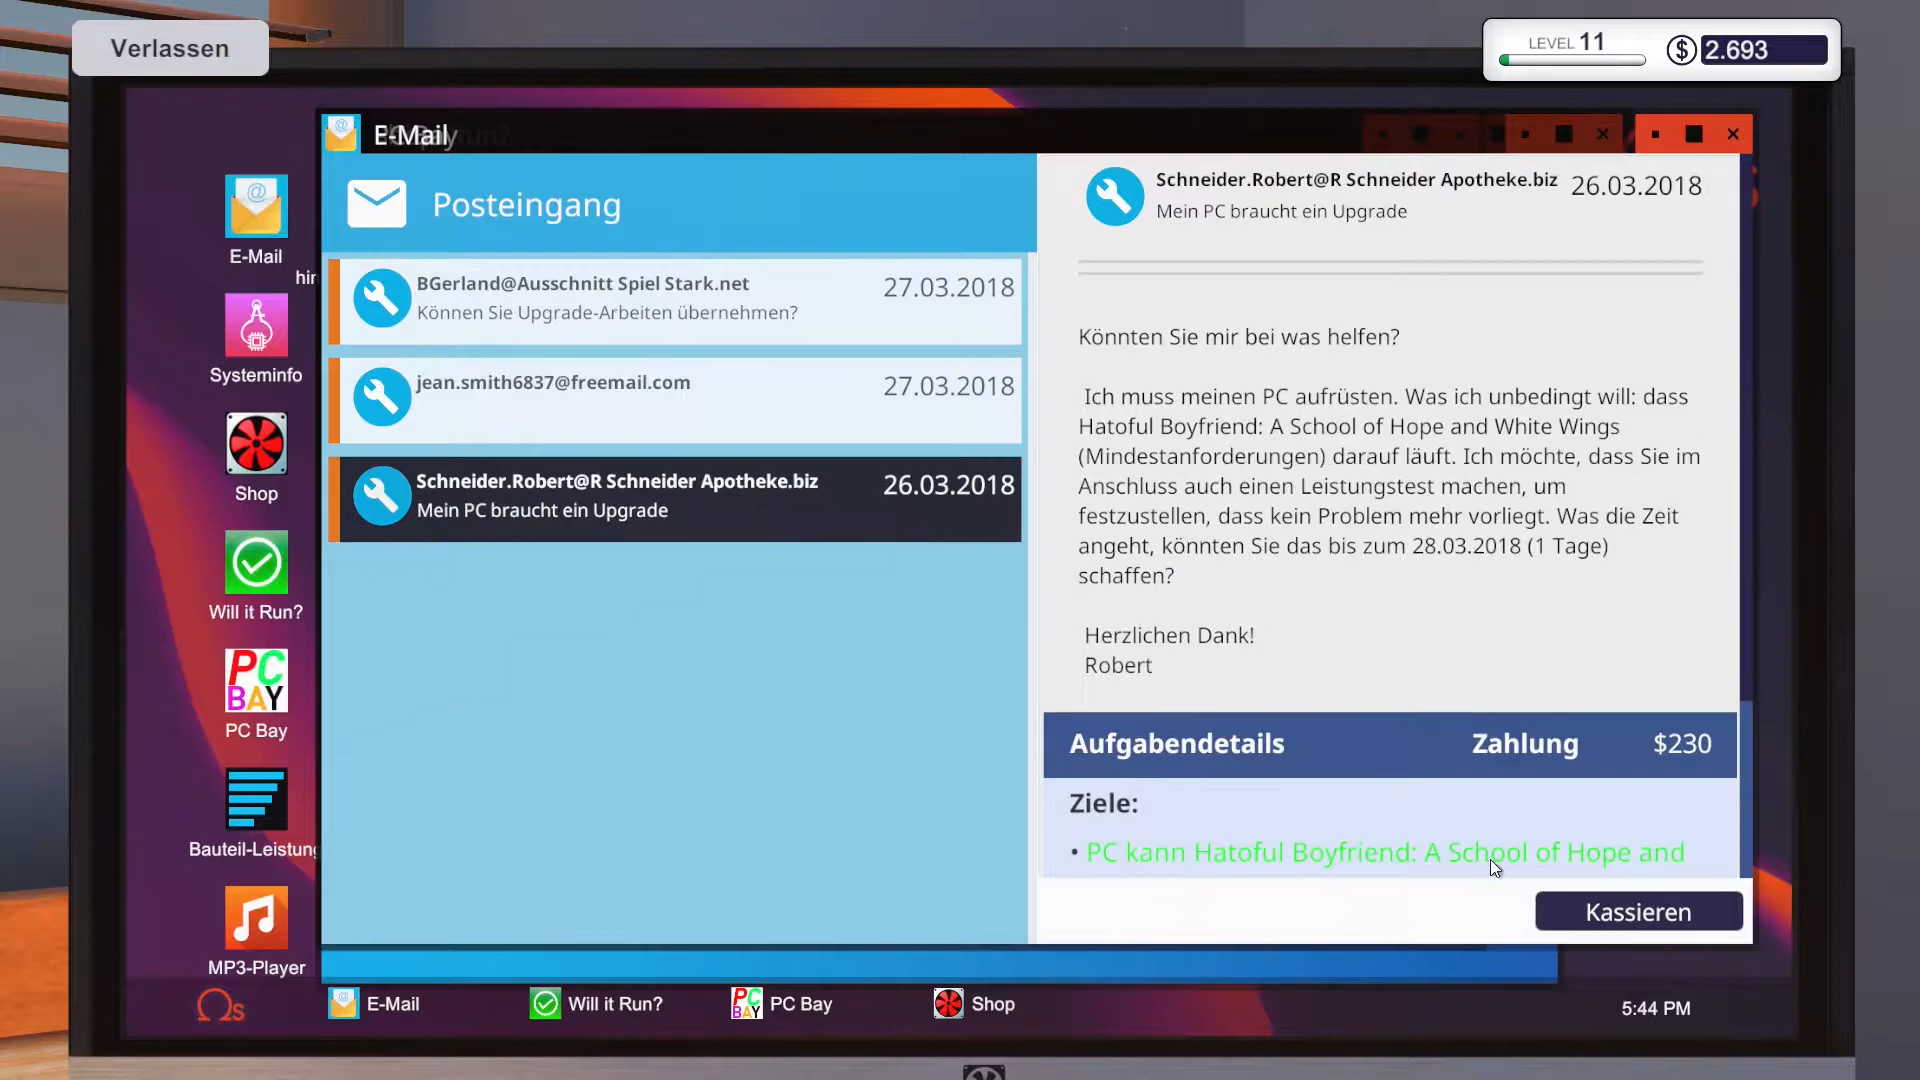 Verlassen
LEVEL 11
$ 2.693
E-Mail
Posteingang
BGerland@Ausschnitt Spiel Stark.net
27.03.2018
Können Sie Upgrade-Arbeiten übernehmen?
jean.smith6837@freemail.com
27.03.2018
Schneider.Robert@R Schneider Apotheke.biz
26.03.2018
Mein PC braucht ein Upgrade
Schneider.Robert@R Schneider Apotheke.biz
26.03.2018
Mein PC braucht ein Upgrade
Könnten Sie mir bei was helfen?
Ich muss meinen PC aufrüsten. Was ich unbedingt will: dass
Hatoful Boyfriend: A School of Hope and White Wings
(Mindestanforderungen) darauf läuft. Ich möchte, dass Sie im
Anschluss auch einen Leistungstest machen, um
festzustellen, dass kein Problem mehr vorliegt. Was die Zeit
angeht, könnten Sie das bis zum 28.03.2018 (1 Tage)
schaffen?
Herzlichen Dank!
Robert
Aufgabendetails
Zahlung
$230
Ziele:
• PC kann Hatoful Boyfriend: A School of Hope and
Kassieren
E-Mail
hin
Systeminfo
Shop
Will it Run?
PC
BAY
PC Bay
Bauteil-Leistung
MP3-Player
Ωs
E-Mail
Will it Run?
PC
BAY
PC Bay
Shop
5:44 PM